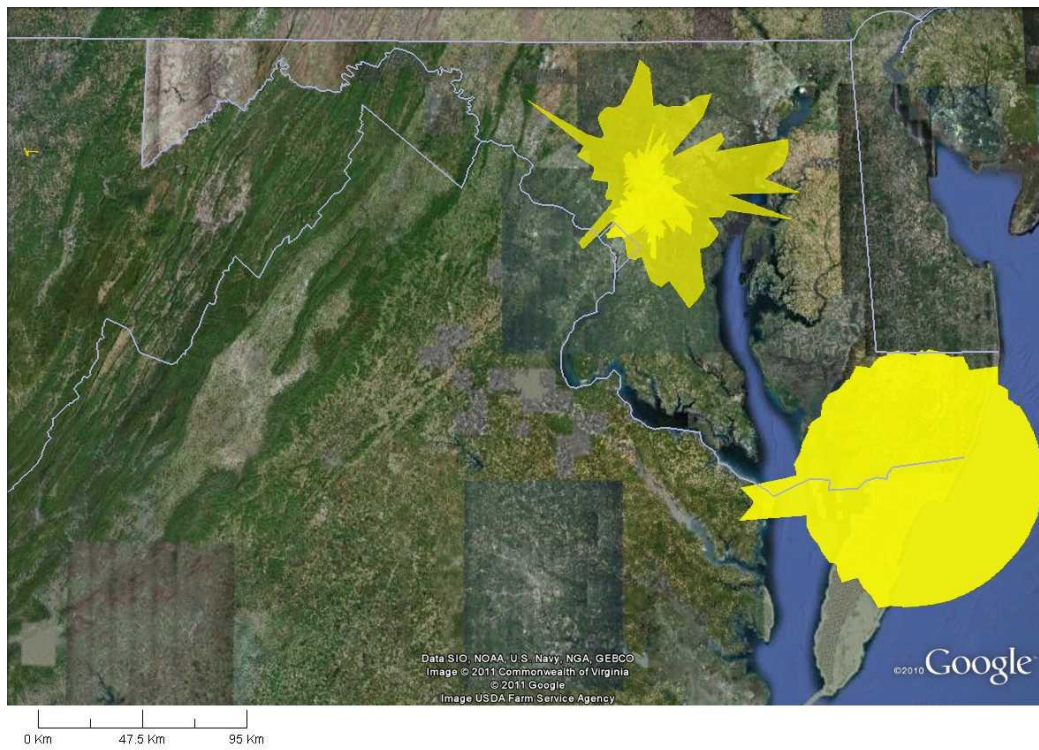 Data SIO, NOAA, U.S. Navy, NGA, GEBCO
Image © 2011 Commonwealth of Virginia
© 2011 Google
Image USDA Farm Service Agency
©2010 Google
0 Km 47.5 Km 95 Km